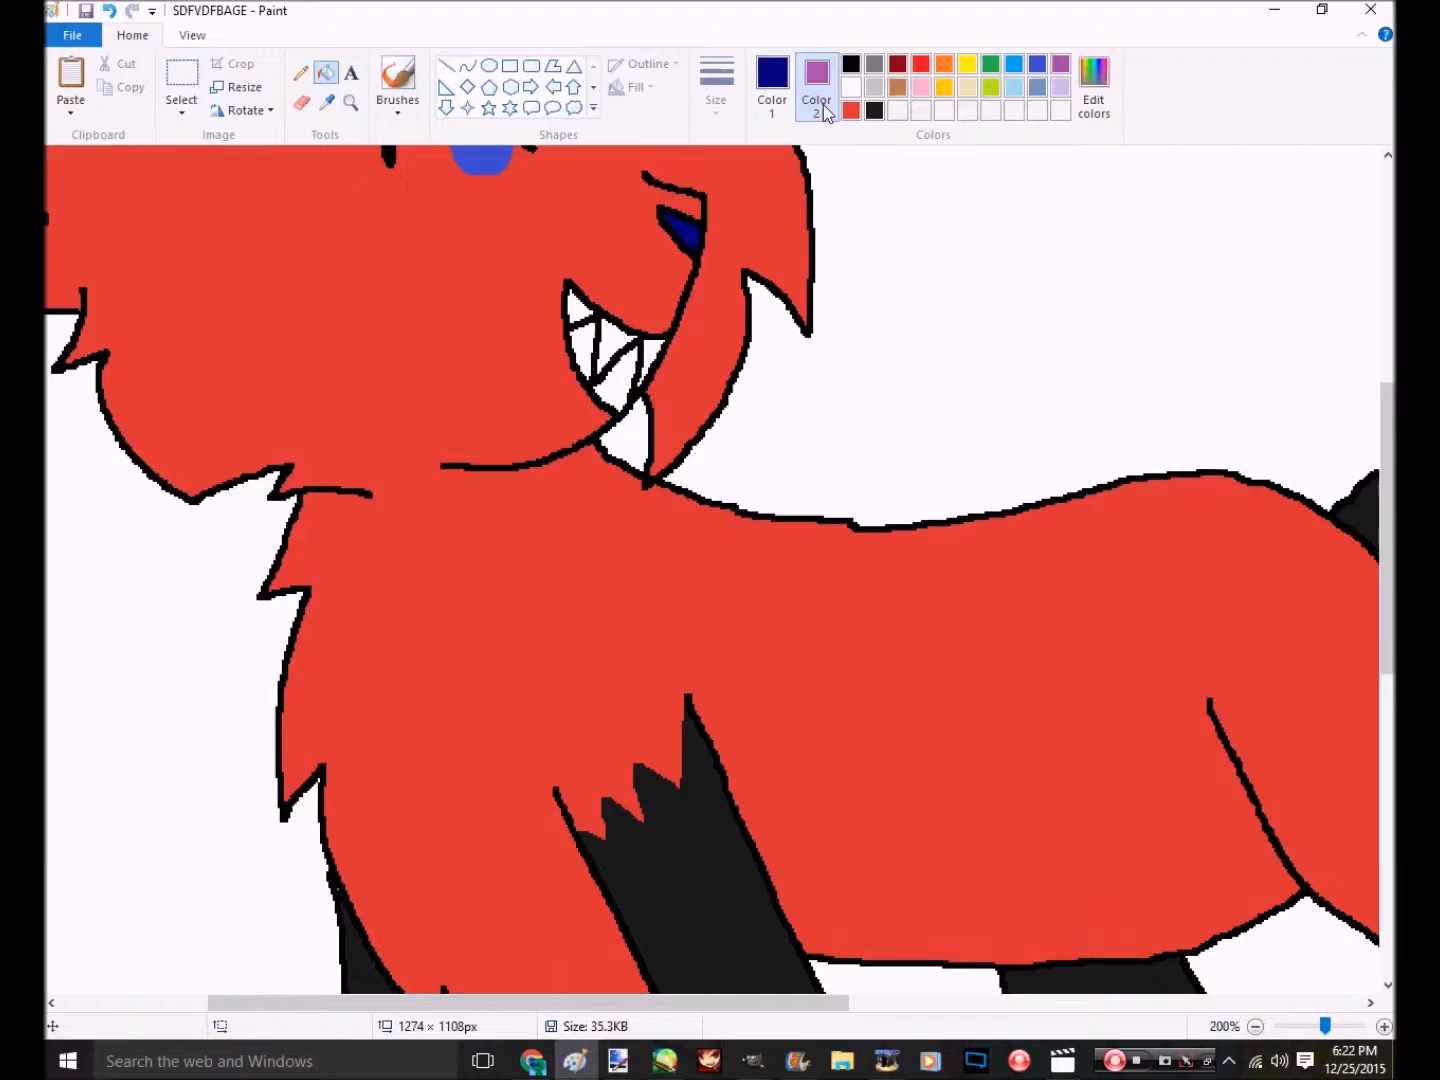 SDFVDFBAGE - Paint
File Home View
Paste
Cut
Copy
Clipboard
Select
Crop
Resize
Rotate
Image
A
Tools
Brushes
Shapes
Outline
Fill
Size
Color
1
Color
2
Colors
Edit
colors
1274 × 1108px
Size: 35.3KB
200%
Search the web and Windows
6:22 PM
12/25/2015